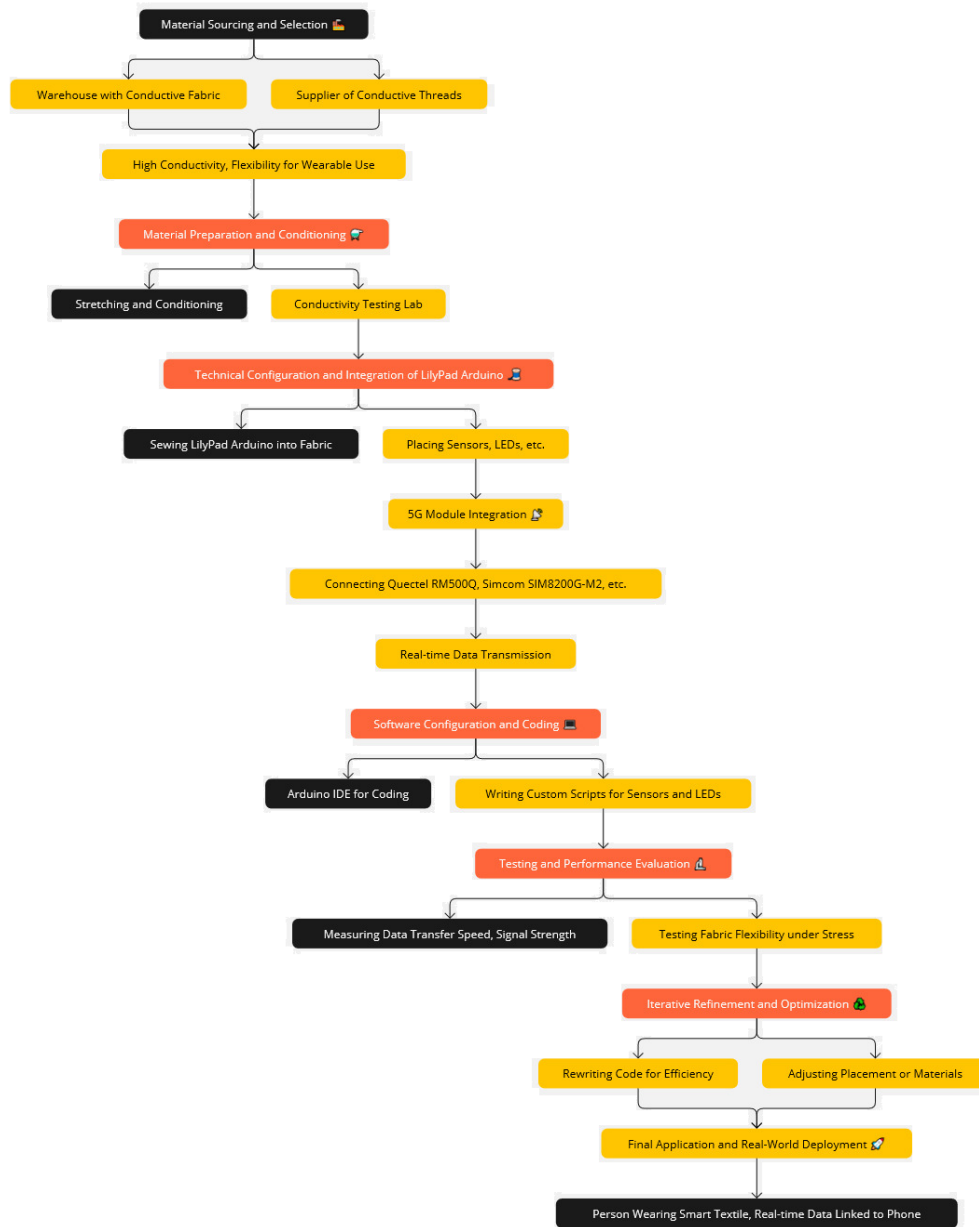 Material Sourcing and Selection
Warehouse with Conductive Fabric
Supplier of Conductive Threads
High Conductivity, Flexibility for Wearable Use
Material Preparation and Conditioning
Stretching and Conditioning
Conductivity Testing Lab
Technical Configuration and Integration of LilyPad Arduino
Sewing LilyPad Arduino into Fabric
Placing Sensors, LEDs, etc.
5G Module Integration
Connecting Quectel RM500Q, Simcom SIM8200G-M2, etc.
Real-time Data Transmission
Software Configuration and Coding
Arduino IDE for Coding
Writing Custom Scripts for Sensors and LEDs
Testing and Performance Evaluation
Measuring Data Transfer Speed, Signal Strength
Testing Fabric Flexibility under Stress
Iterative Refinement and Optimization
Rewriting Code for Efficiency
Adjusting Placement or Materials
Final Application and Real-World Deployment
Person Wearing Smart Textile, Real-time Data Linked to Phone